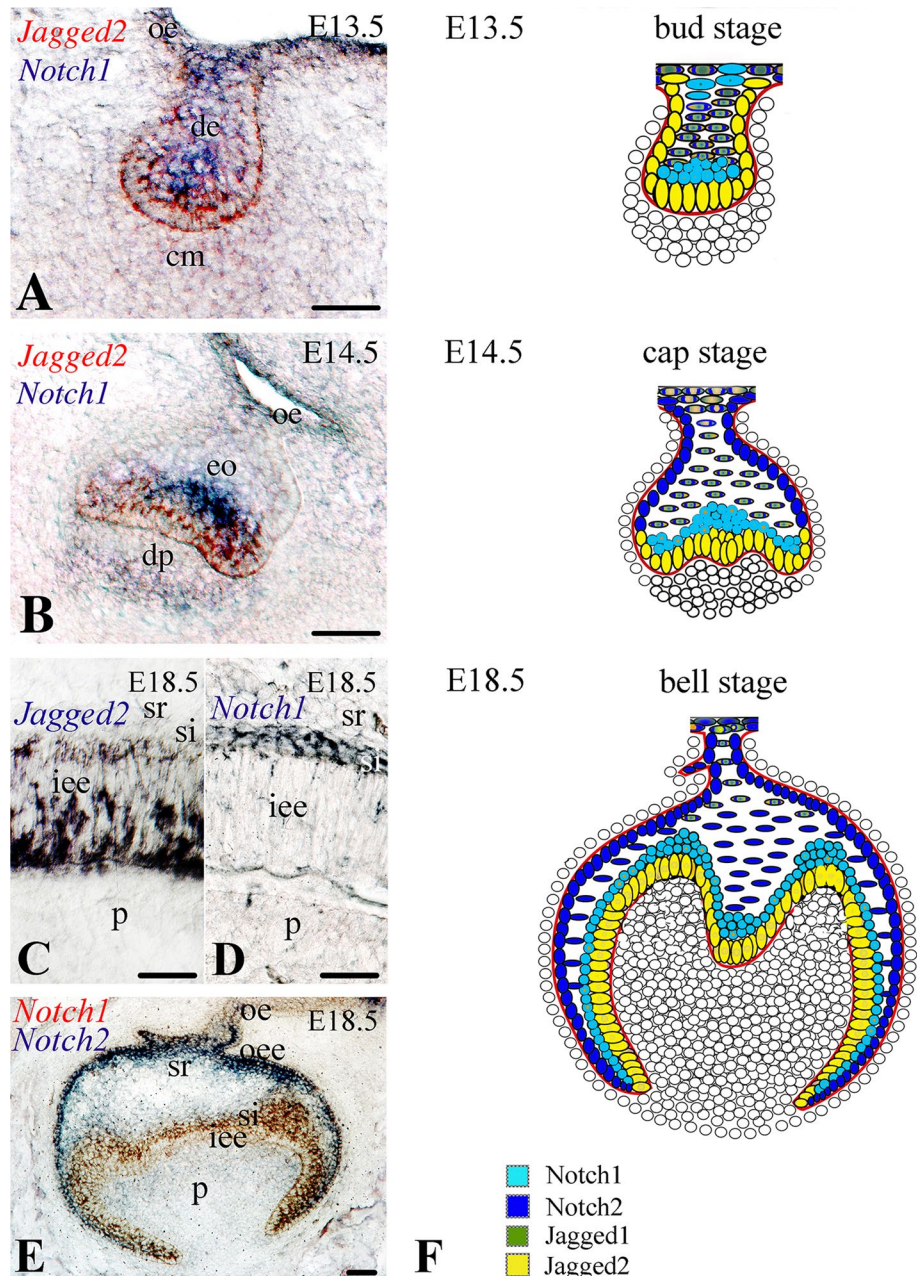 Jagged2
Notch1
oe
E13.5
de
cm
A
Jagged2
Notch1
E14.5
oe
eo
dp
B
E18.5
Jagged2
sr
si
iee
p
C
E18.5
Notch1
sr
si
iee
p
D
Notch1
Notch2
oe
E18.5
oee
sr
si
iee
p
E
E13.5 bud stage
E14.5 cap stage
E18.5 bell stage
Notch1
Notch2
Jagged1
Jagged2
F